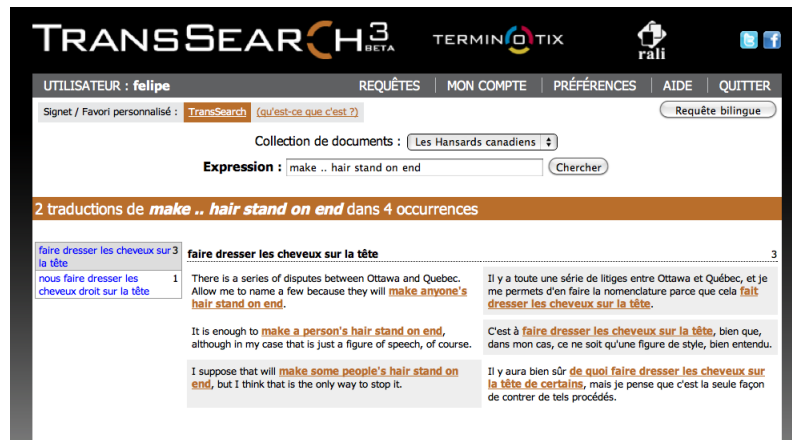 TRANSSEARCH3 BETA TERMINOTIX rali
UTILISATEUR : felipe REQUÊTES | MON COMPTE | PRÉFÉRENCES | AIDE | QUITTER
Signet / Favori personnalisé : TransSearch (qu'est-ce que c'est ?) Requête bilingue
Collection de documents : Les Hansards canadiens
Expression : make .. hair stand on end Chercher
2 traductions de make .. hair stand on end dans 4 occurrences
faire dresser les cheveux sur 3
la tête
nous faire dresser les 1
cheveux droit sur la tête
faire dresser les cheveux sur la tête 3
There is a series of disputes between Ottawa and Quebec.
Allow me to name a few because they will make anyone's
hair stand on end.
Il y a toute une série de litiges entre Ottawa et Québec, et je
me permets d'en faire la nomenclature parce que cela fait
dresser les cheveux sur la tête.
It is enough to make a person's hair stand on end,
although in my case that is just a figure of speech, of course.
C'est à faire dresser les cheveux sur la tête, bien que,
dans mon cas, ce ne soit qu'une figure de style, bien entendu.
I suppose that will make some people's hair stand on
end, but I think that is the only way to stop it.
Il y aura bien sûr de quoi faire dresser les cheveux sur
la tête de certains, mais je pense que c'est la seule façon
de contrer de tels procédés.